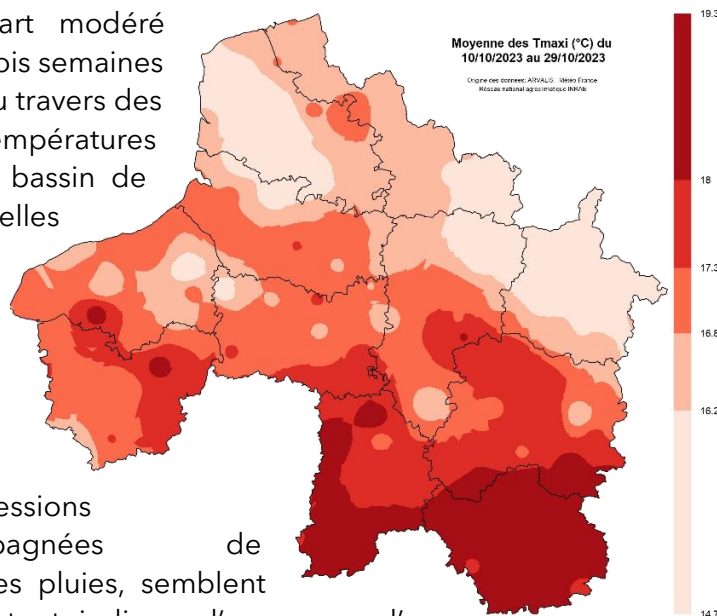 art modéré
ois semaines
u travers des
empératures
bassin de
elles
essions
pagnées de
es pluies, semblent
Moyenne des Tmaxi (°C) du
10/10/2023 au 29/10/2023
Origine des données: ARVALIS, Météo France
Réseau national agroclimatique INRAE
19.3
18
17.3
16.8
16.2
14.7